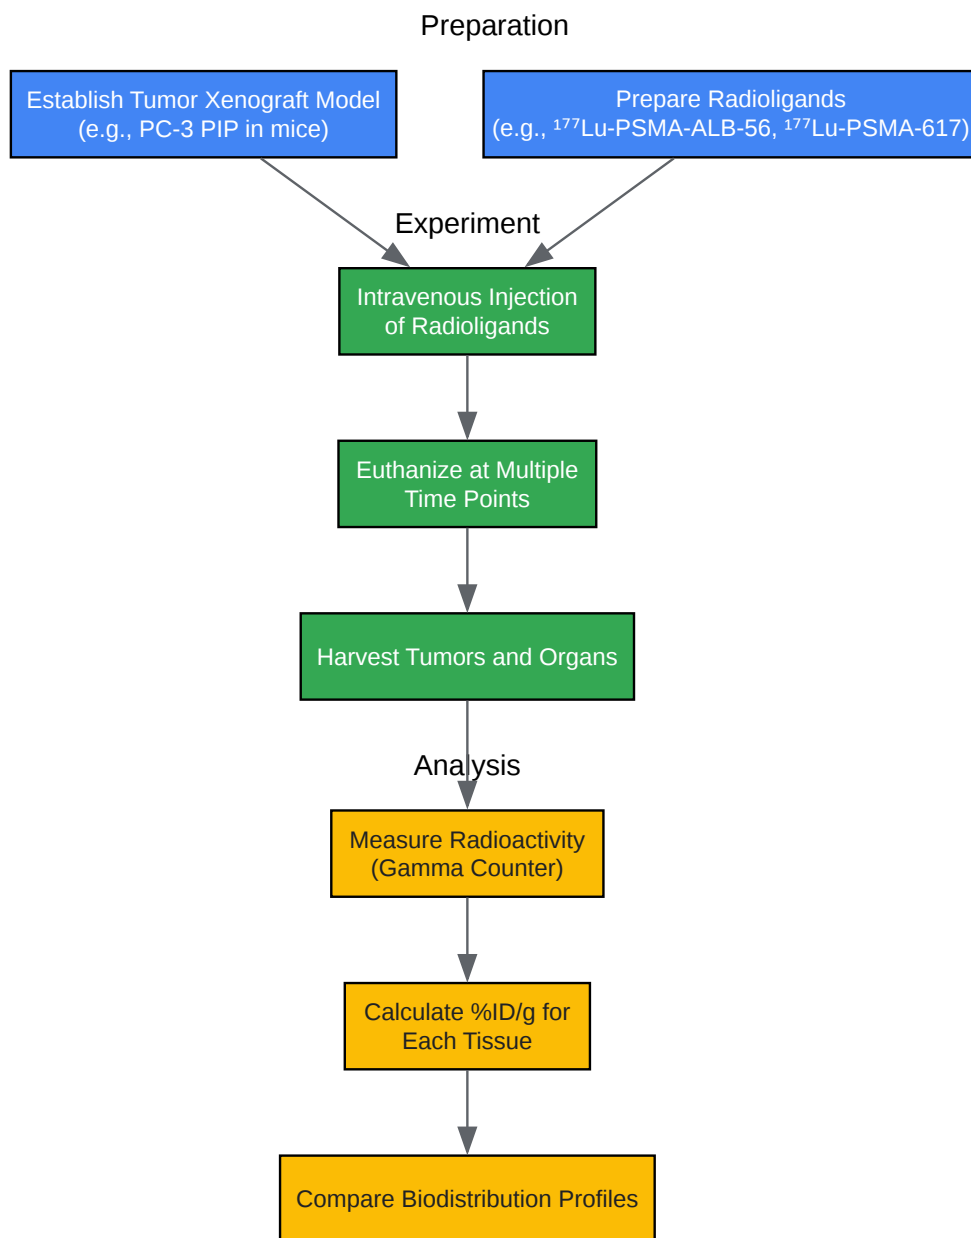 Preparation
Establish Tumor Xenograft Model
(e.g., PC-3 PIP in mice)
Prepare Radioligands
(e.g., ¹⁷⁷Lu-PSMA-ALB-56, ¹⁷⁷Lu-PSMA-617)
Experiment
Intravenous Injection
of Radioligands
Euthanize at Multiple
Time Points
Harvest Tumors and Organs
Analysis
Measure Radioactivity
(Gamma Counter)
Calculate %ID/g for
Each Tissue
Compare Biodistribution Profiles